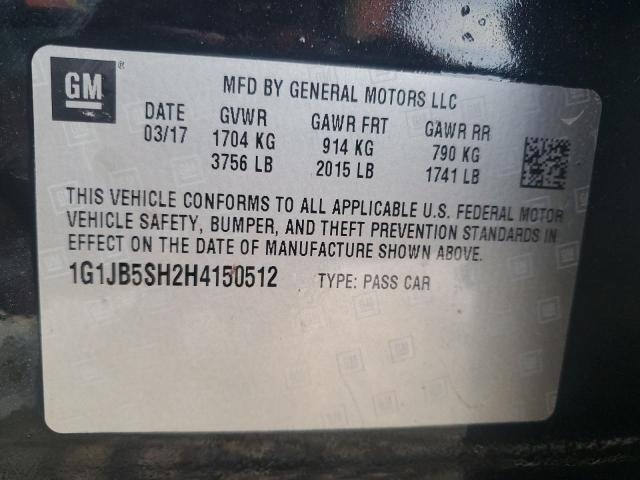 GM ®
MFD BY GENERAL MOTORS LLC
DATE GVWR GAWR FRT GAWR RR
03/17 1704 KG 914 KG 790 KG
3756 LB 2015 LB 1741 LB
THIS VEHICLE CONFORMS TO ALL APPLICABLE U.S. FEDERAL MOTOR
VEHICLE SAFETY, BUMPER, AND THEFT PREVENTION STANDARDS IN
EFFECT ON THE DATE OF MANUFACTURE SHOWN ABOVE.
1G1JB5SH2H4150512 TYPE: PASS CAR